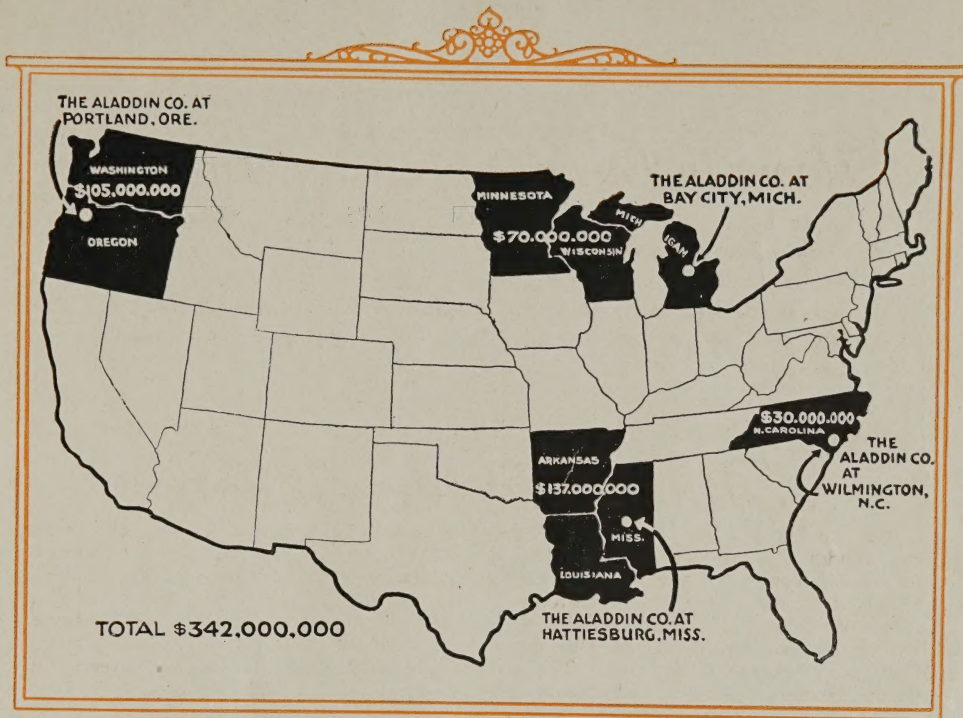 THE ALADDIN CO. AT
PORTLAND, ORE.
WASHINGTON
$105.000.000
OREGON
MINNESOTA
$70.000.000
WISCONSIN
MICH
IGAN
THE ALADDIN CO. AT
BAY CITY, MICH.
$30.000.000
N. CAROLINA
THE
ALADDIN CO.
AT
WILMINGTON,
N.C.
ARKANSAS
$137.000.000
MISS.
LOUISIANA
THE ALADDIN CO. AT
HATTIESBURG, MISS.
TOTAL $342,000,000